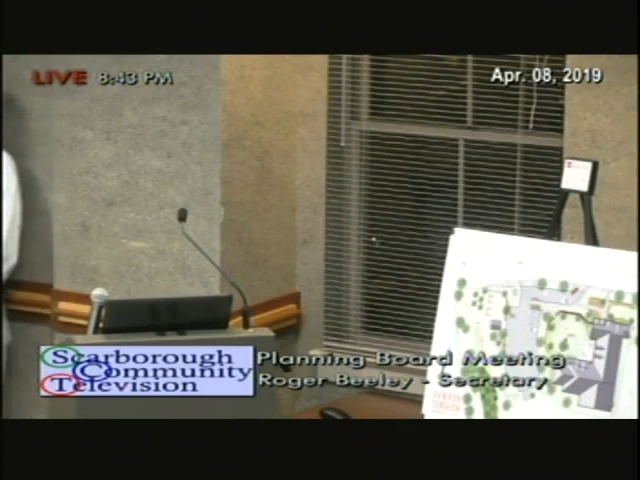 LIVE 8:43 PM
Apr. 08, 2019
Scarborough
Community
Television
Planning Board Meeting
Roger Beeley - Secretary